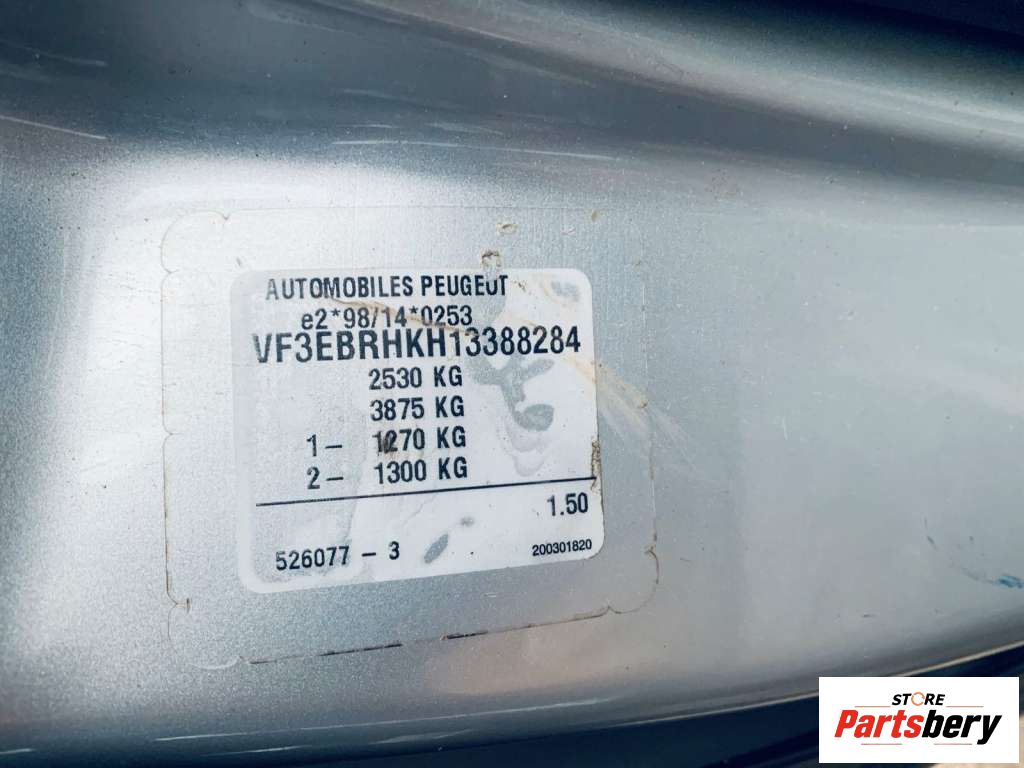 AUTOMOBILES PEUGEOT
e2*98/14*0253
VF3EBRHKH13388284
2530 KG
3875 KG
1- 1270 KG
2- 1300 KG
1.50
526077 - 3
200301820
STORE
Partsbery